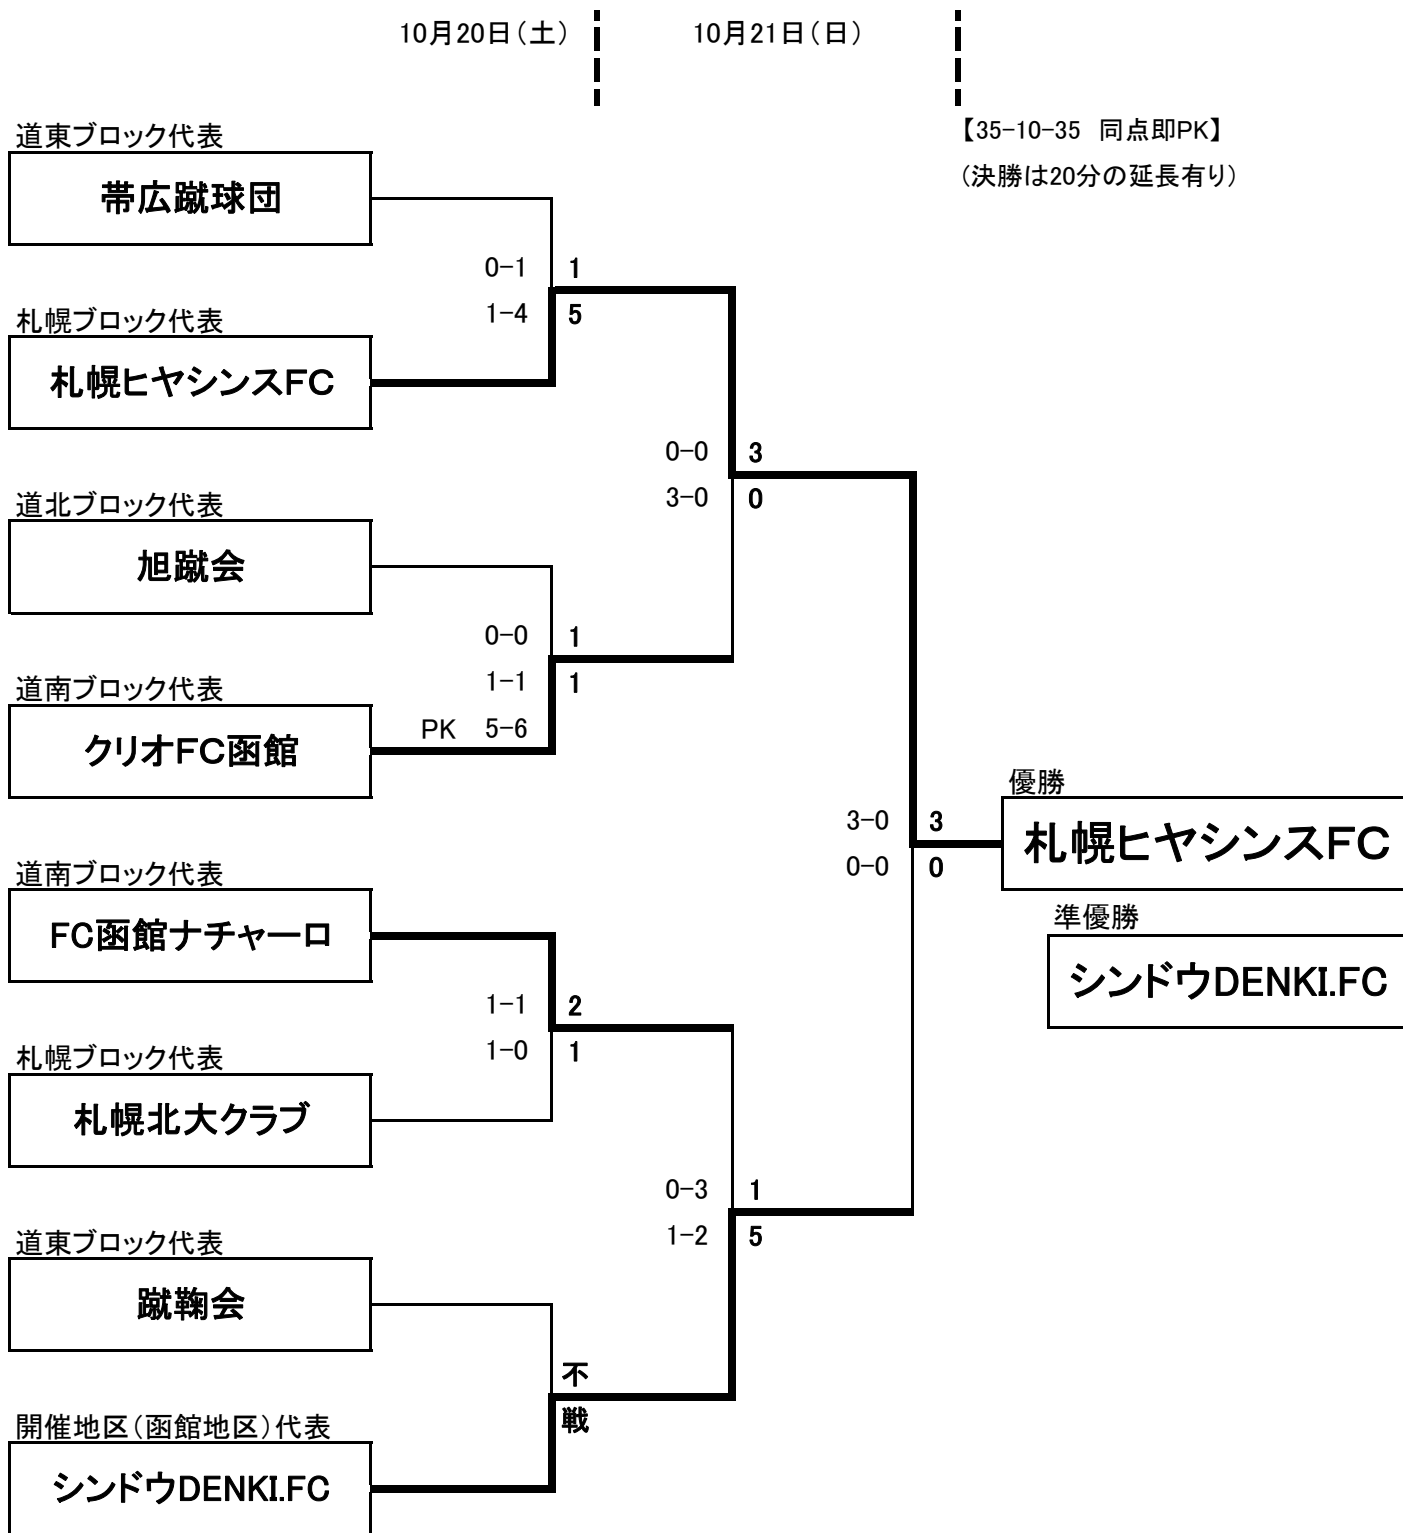 10月20日（土）
10月21日（日）
【35-10-35 同点即PK】
（決勝は20分の延長有り）
道東ブロック代表
帯広蹴球団
0-1 1
1-4 5
札幌ブロック代表
札幌ヒヤシンスFC
0-0 3
3-0 0
道北ブロック代表
旭蹴会
0-0 1
1-1 1
PK 5-6
道南ブロック代表
クリオFC函館
優勝
札幌ヒヤシンスFC
3-0 3
0-0 0
準優勝
シンドウDENKI.FC
道南ブロック代表
FC函館ナチャーロ
1-1 2
1-0 1
札幌ブロック代表
札幌北大クラブ
0-3 1
1-2 5
道東ブロック代表
蹴鞠会
不
戦
開催地区（函館地区）代表
シンドウDENKI.FC